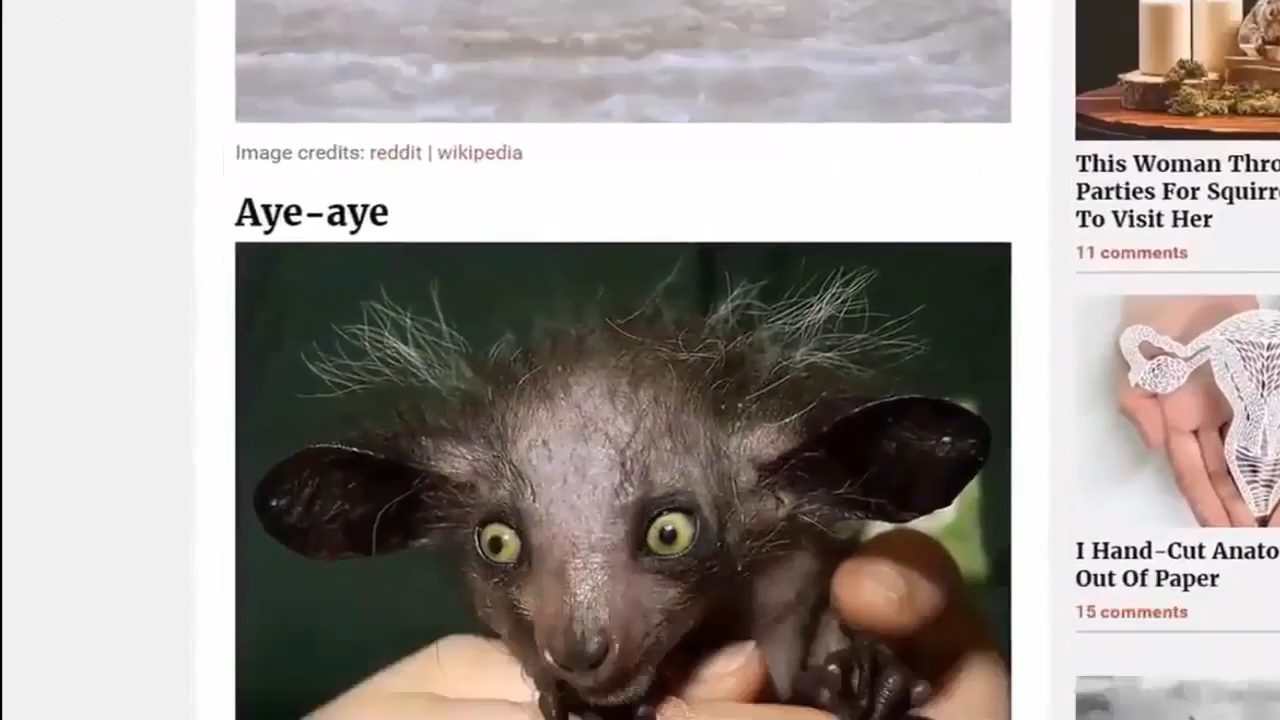 Image credits: reddit | wikipedia
Aye-aye
This Woman Thro
Parties For Squirr
To Visit Her
11 comments
I Hand-Cut Anato
Out Of Paper
15 comments